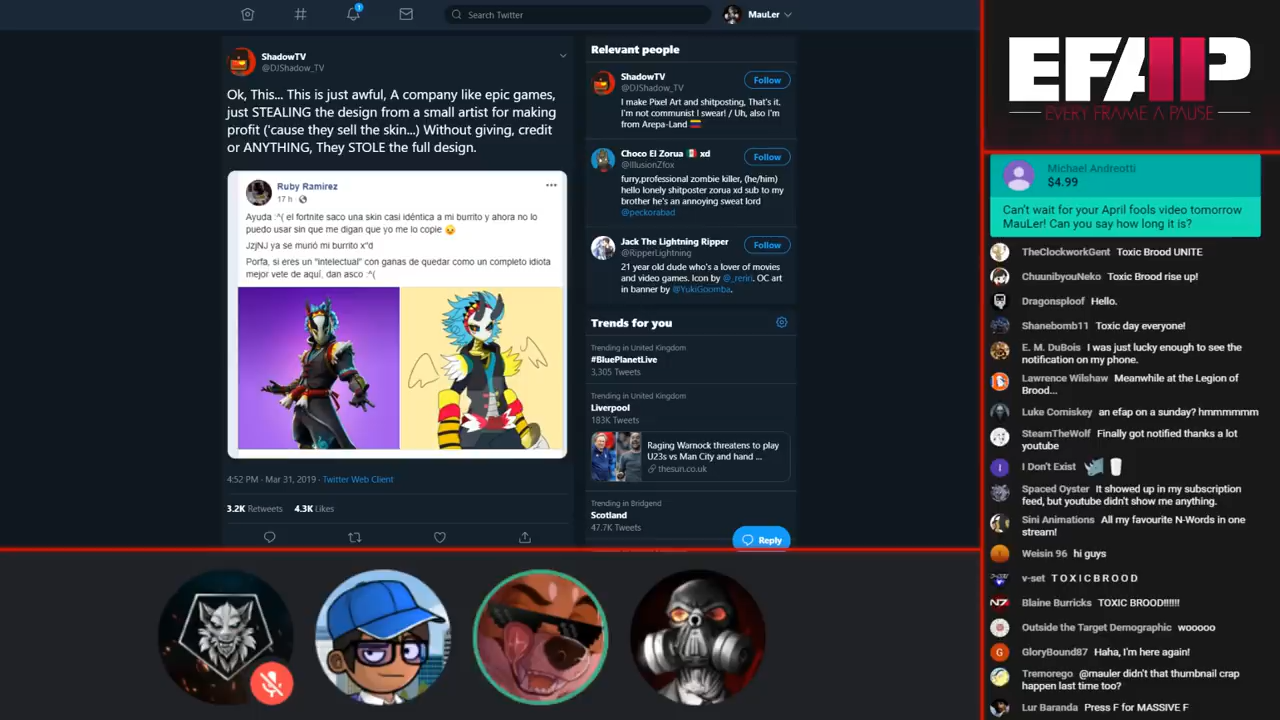 Search Twitter
MauLer
1
ShadowTV
@DJShadow_TV
Ok, This... This is just awful, A company like epic games,
just STEALING the design from a small artist for making
profit ('cause they sell the skin...) Without giving, credit
or ANYTHING, They STOLE the full design.
Ruby Ramirez
17 h ·
Ayuda :^( el fortnite saco una skin casi idéntica a mi burrito y ahora no lo
puedo usar sin que me digan que yo me lo copie
JzjNJ ya se murió mi burrito x"d
Porfa, si eres un "intelectual" con ganas de quedar como un completo idiota
mejor vete de aquí, dan asco :^(
4:52 PM - Mar 31, 2019 · Twitter Web Client
3.2K Retweets 4.3K Likes
Relevant people
ShadowTV
@DJShadow_TV
Follow
I make Pixel Art and shitposting, That's it.
I'm not communist I swear! / Uh, also I'm
from Arepa-Land
Choco El Zorua xd
@IllusionZfox
Follow
furry,professional zombie killer, (he/him)
hello lonely shitposter zorua xd sub to my
brother he's an annoying sweat lord
@peckorabad
Jack The Lightning Ripper
@RipperLightning
Follow
21 year old dude who's a lover of movies
and video games. Icon by @_reriri. OC art
in banner by @YukiGoomba.
Trends for you
Trending in United Kingdom
#BluePlanetLive
3,305 Tweets
Trending in United Kingdom
Liverpool
183K Tweets
Raging Warnock threatens to play
U23s vs Man City and hand ...
thesun.co.uk
Trending in Bridgend
Scotland
47.7K Tweets
Reply
EFAP
EVERY FRAME A PAUSE
Michael Andreotti
$4.99
Can't wait for your April fools video tomorrow
MauLer! Can you say how long it is?
TheClockworkGent Toxic Brood UNITE
ChuunibyouNeko Toxic Brood rise up!
Dragonsploof Hello.
Shanebomb11 Toxic day everyone!
E. M. DuBois I was just lucky enough to see the
notification on my phone.
Lawrence Wilshaw Meanwhile at the Legion of
Brood...
Luke Comiskey an efap on a sunday? hmmmmmm
SteamTheWolf Finally got notified thanks a lot
youtube
I Don't Exist
Spaced Oyster It showed up in my subscription
feed, but youtube didn't show me anything.
Sini Animations All my favourite N-Words in one
stream!
Weisin 96 hi guys
v-set T O X I C B R O O D
Blaine Burricks TOXIC BROOD!!!!!!
Outside the Target Demographic wooooo
GloryBound87 Haha, I'm here again!
Tremorego @mauler didn't that thumbnail crap
happen last time too?
Lur Baranda Press F for MASSIVE F